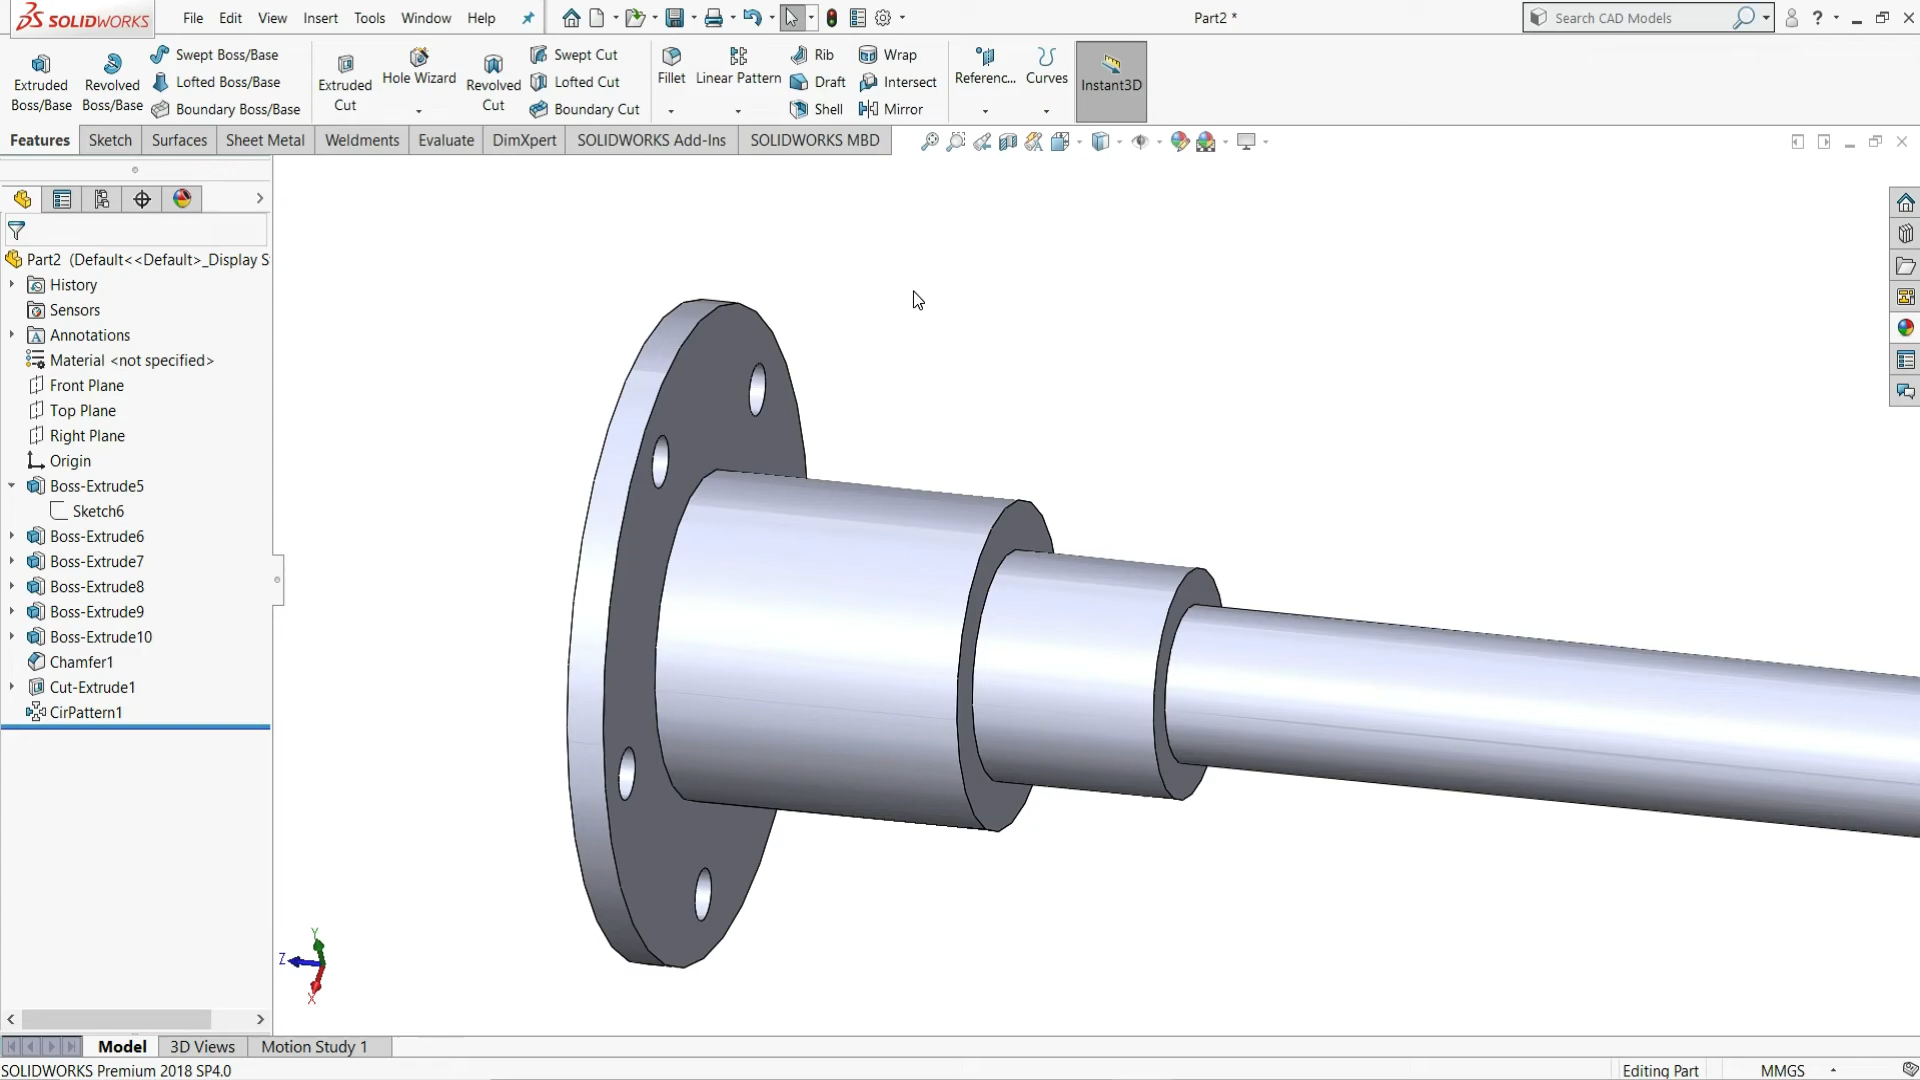 SOLIDWORKS File Edit View Insert Tools Window Help Part2 * Search CAD Models ?
Extruded Boss/Base
Revolved Boss/Base
Swept Boss/Base
Lofted Boss/Base
Boundary Boss/Base
Extruded Cut
Hole Wizard
Revolved Cut
Swept Cut
Lofted Cut
Boundary Cut
Fillet
Linear Pattern
Rib
Draft
Shell
Wrap
Intersect
Mirror
Referenc...
Curves
Instant3D
Features Sketch Surfaces Sheet Metal Weldments Evaluate DimXpert SOLIDWORKS Add-Ins SOLIDWORKS MBD
Part2 (Default<<Default>_Display S
History
Sensors
Annotations
Material <not specified>
Front Plane
Top Plane
Right Plane
Origin
Boss-Extrude5
Sketch6
Boss-Extrude6
Boss-Extrude7
Boss-Extrude8
Boss-Extrude9
Boss-Extrude10
Chamfer1
Cut-Extrude1
CirPattern1
Y
Z
X
Model 3D Views Motion Study 1
SOLIDWORKS Premium 2018 SP4.0 Editing Part MMGS